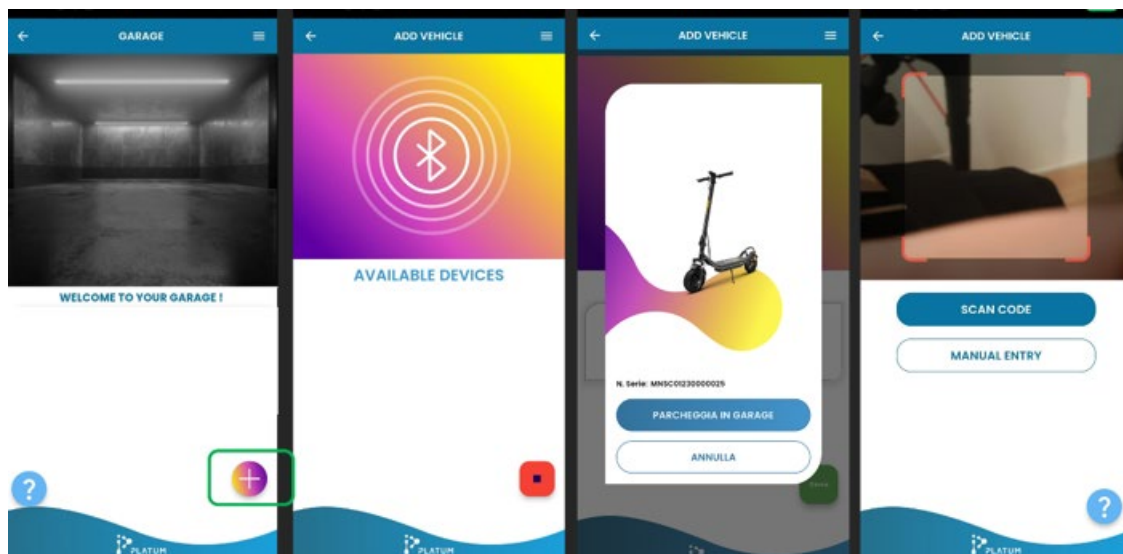 GARAGE
WELCOME TO YOUR GARAGE !
?
PLATUM
ADD VEHICLE
AVAILABLE DEVICES
PLATUM
ADD VEHICLE
N. Serie: MNSC01230000025
PARCHEGGIA IN GARAGE
ANNULLA
ADD VEHICLE
SCAN CODE
MANUAL ENTRY
?
PLATUM